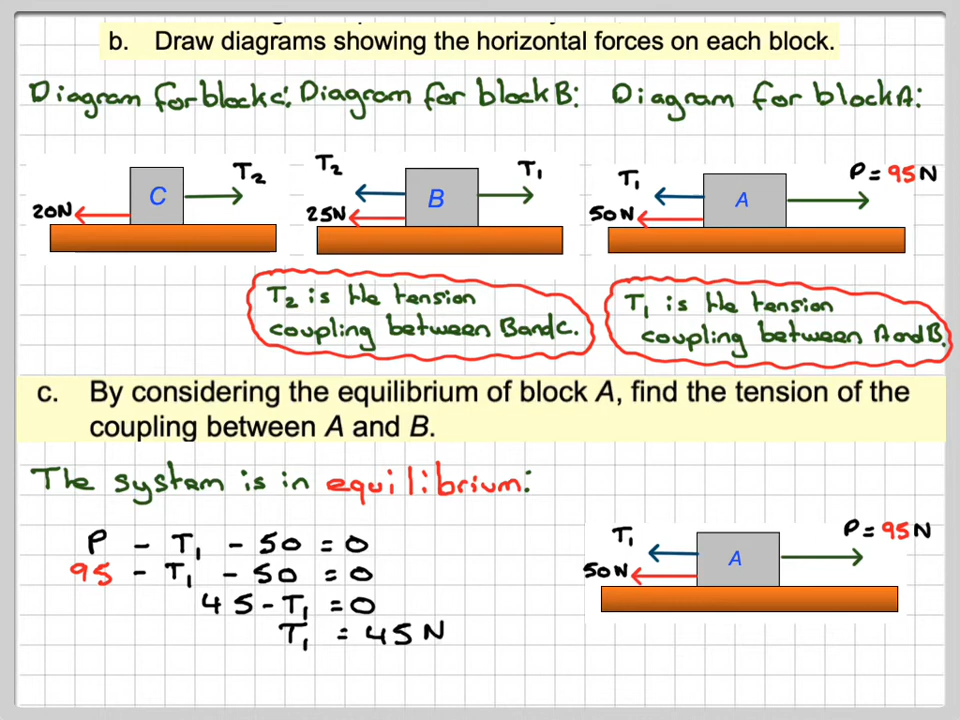 b. Draw diagrams showing the horizontal forces on each block.
Diagram for block C: Diagram for block B: Diagram for block A:
C T2 20N
T2 B T1 25N
T1 A P = 95N 50N
T2 is the tension
coupling between B and C.
T1 is the tension
coupling between A and B.
c. By considering the equilibrium of block A, find the tension of the
coupling between A and B.
The system is in equilibrium:
P - T1 - 50 = 0
95 - T1 - 50 = 0
45 - T1 = 0
T1 = 45N
T1 A P = 95N 50N